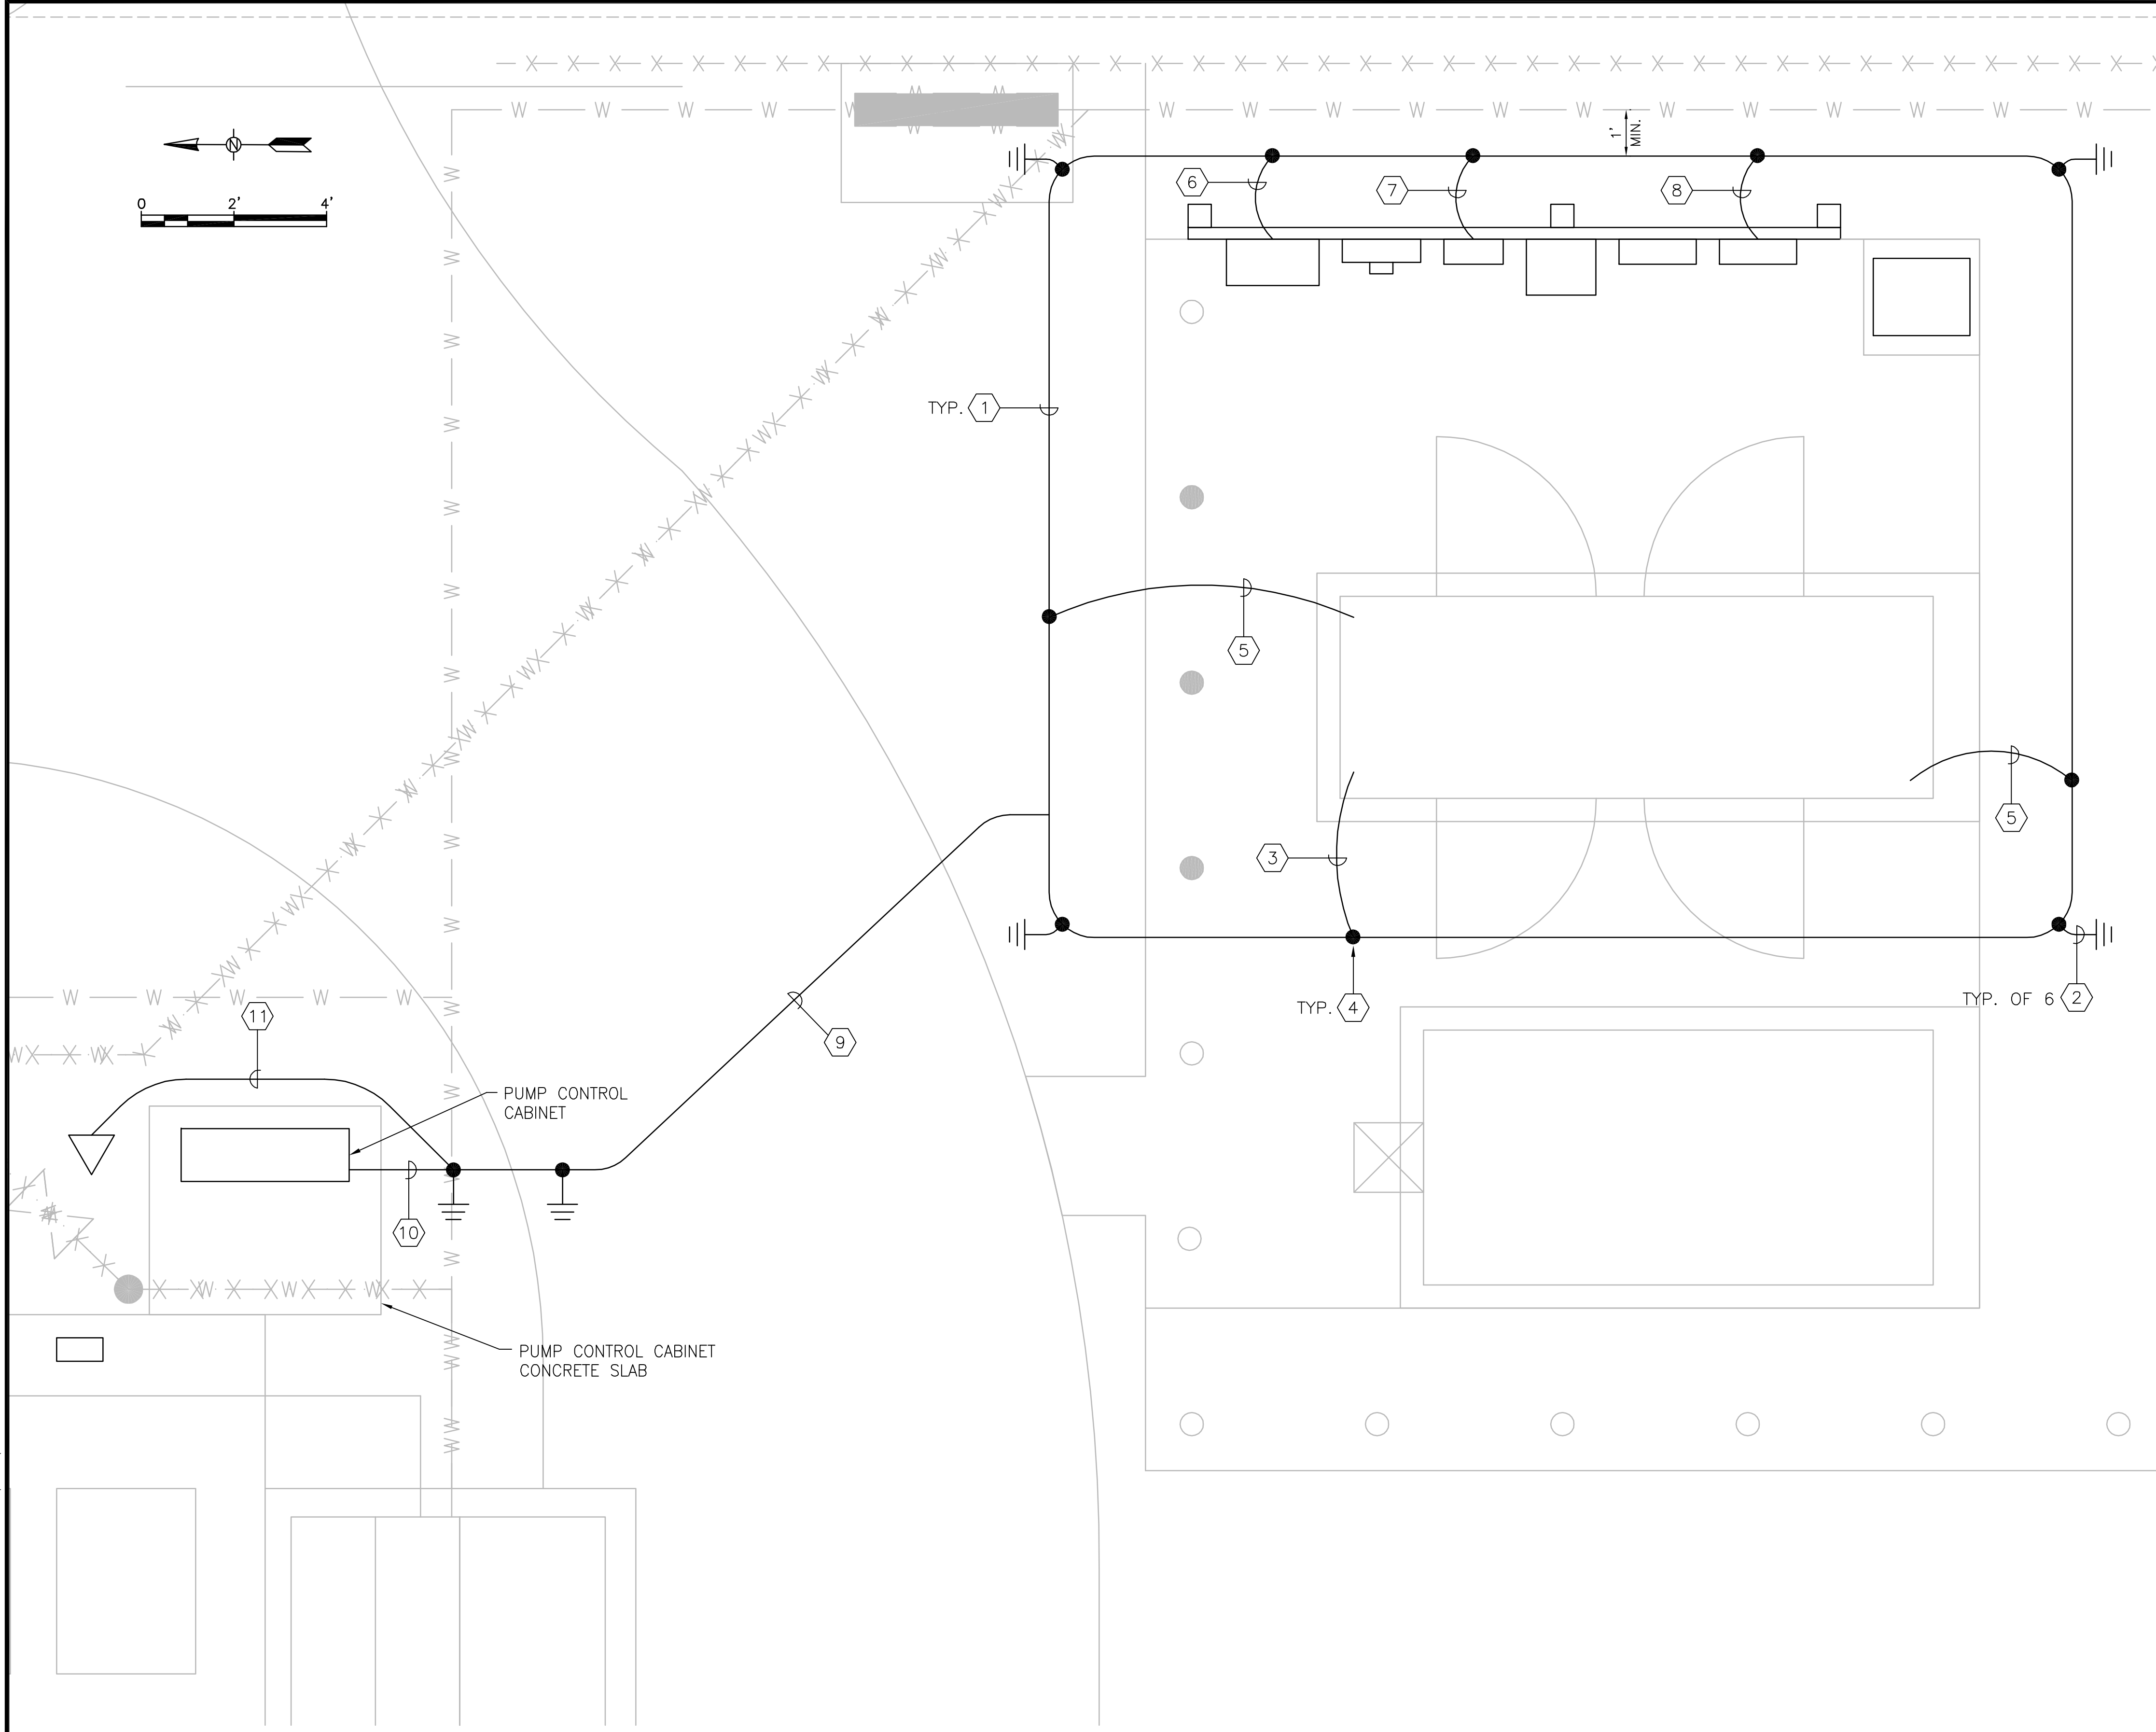 N
0 2' 4'
1' MIN.
6
7
8
TYP. 1
5
5
3
TYP. 4
TYP. OF 6 2
9
11
PUMP CONTROL
CABINET
10
PUMP CONTROL CABINET
CONCRETE SLAB